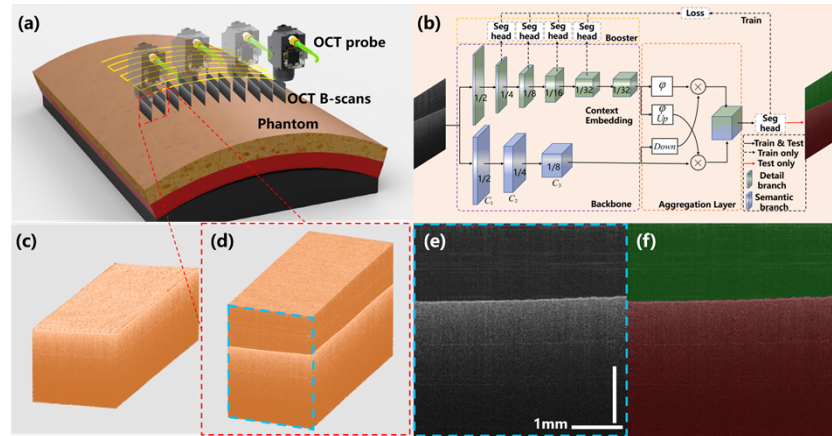 (a)
OCT probe
OCT B-scans
Phantom
(b)
Seg head
Seg head
Seg head
Seg head
Loss
Train
Booster
1/2
1/4
1/8
1/16
1/32
1/32
Context
Embedding
φ
φ
Up
Down
Seg
head
1/2
1/4
1/8
C₁
C₂
C₃
Backbone
Aggregation Layer
Train & Test
Train only
Test only
Detail
branch
Semantic
branch
(c)
(d)
(e)
1mm
(f)